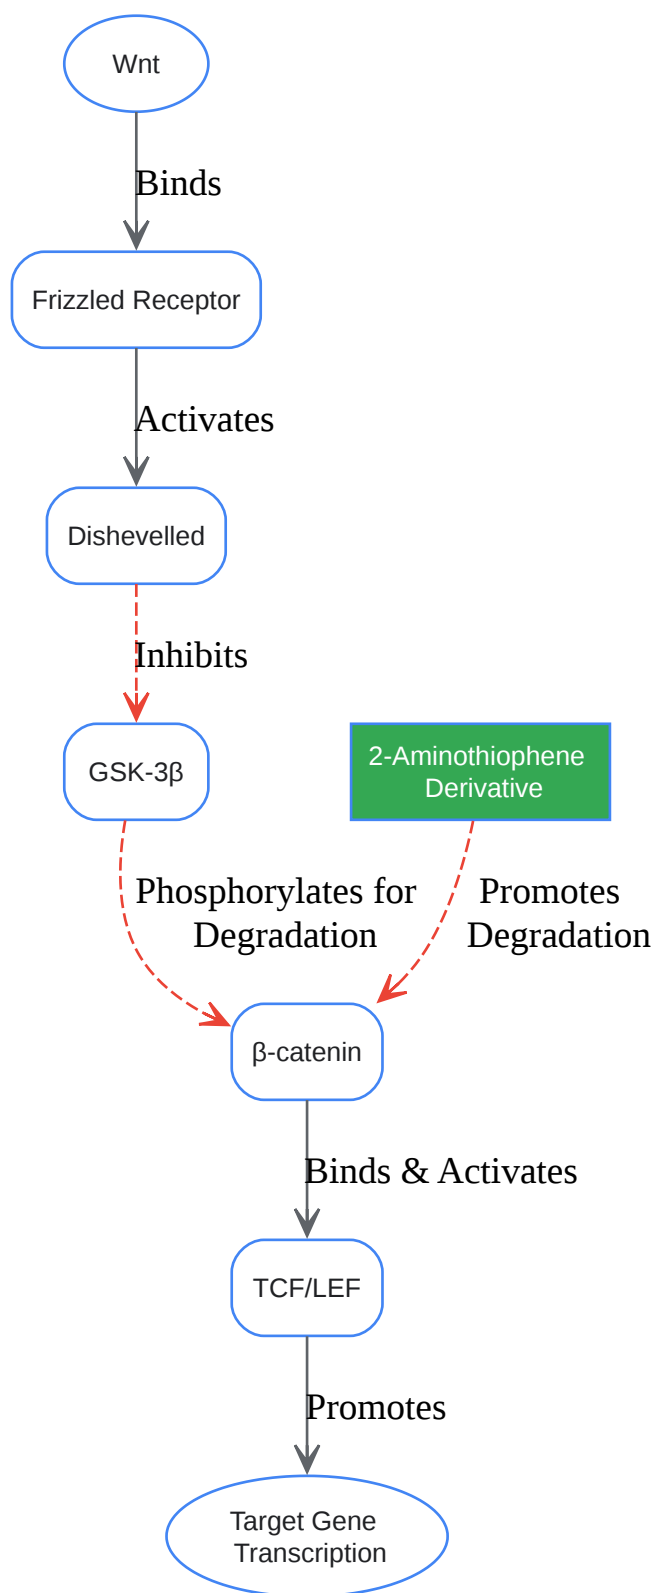 Wnt
Binds
Frizzled Receptor
Activates
Dishevelled
Inhibits
GSK-3β
2-Aminothiophene
Derivative
Phosphorylates for
Degradation
Promotes
Degradation
β-catenin
Binds & Activates
TCF/LEF
Promotes
Target Gene
Transcription